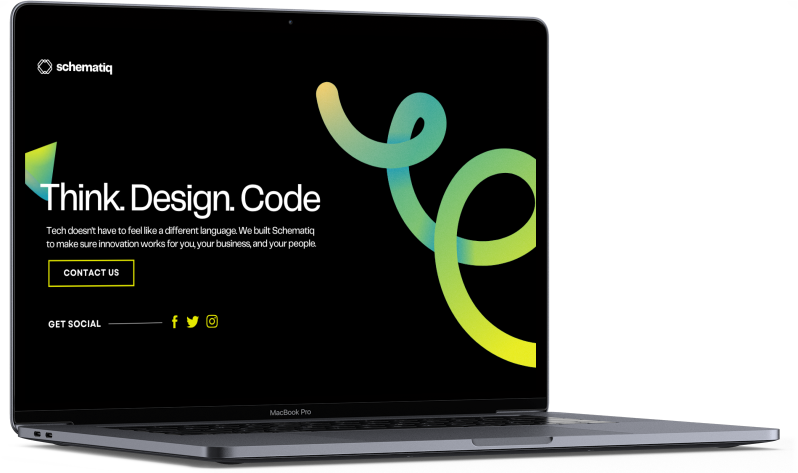 schematiq
Think. Design. Code
Tech doesn't have to feel like a different language. We built Schematiq
to make sure innovation works for you, your business, and your people.
CONTACT US
GET SOCIAL
MacBook Pro